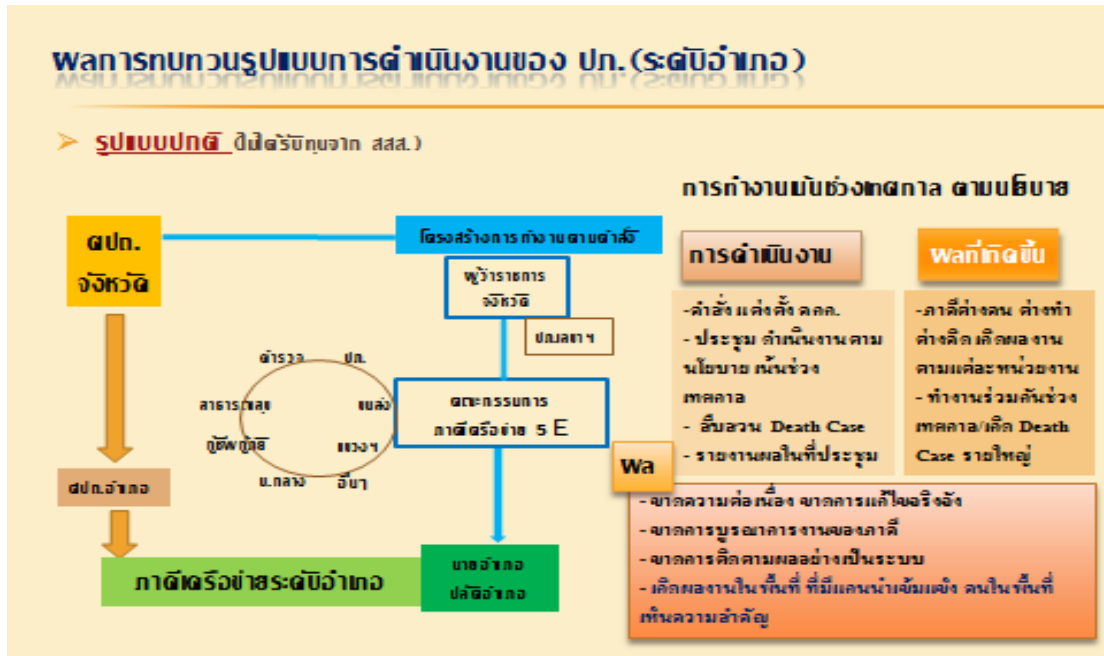 ผลการทบทวนรูปแบบการดำเนินงานของ ปภ.(ระดับอำเภอ)
รูปแบบปกติ (ไม่ได้รับทุนจาก สสส.)
การทำงานเน้นช่วงเทศกาล ตามนโยบาย
ศปถ.
จังหวัด
โครงสร้างการทำงานตามคำสั่ง
ผู้ว่าราชการ
จังหวัด
ปภ.เลขาฯ
ตำรวจ ปภ.
สาธารณสุข ขนส่ง
กู้ชีพกู้ภัย แขวงฯ
ม.กลาง อื่นๆ
คณะกรรมการ
ภาคีเครือข่าย 5 E
ศปถ.อำเภอ
ภาคีเครือข่ายระดับอำเภอ
นายอำเภอ
ปลัดอำเภอ
การดำเนินงาน
-คำสั่ง แต่งตั้ง คกก.
- ประชุม ดำเนินงานตาม
นโยบาย เน้นช่วง
เทศกาล
- สืบสวน Death Case
- รายงานผลในที่ประชุม
ผลที่เกิดขึ้น
-ภาคีต่างคน ต่างทำ
ต่างคิด เกิดผลงาน
ตามแต่ละหน่วยงาน
- ทำงานร่วมกันช่วง
เทศกาล/เกิด Death
Case รายใหญ่
ผล
-ขาดความต่อเนื่อง ขาดการแก้ไขจริงจัง
-ขาดการบูรณาการงานของภาคี
-ขาดการติดตามผลอย่างเป็นระบบ
-เกิดผลงานในพื้นที่ ที่มีแกนนำเข้มแข็ง คนในพื้นที่
เห็นความสำคัญ